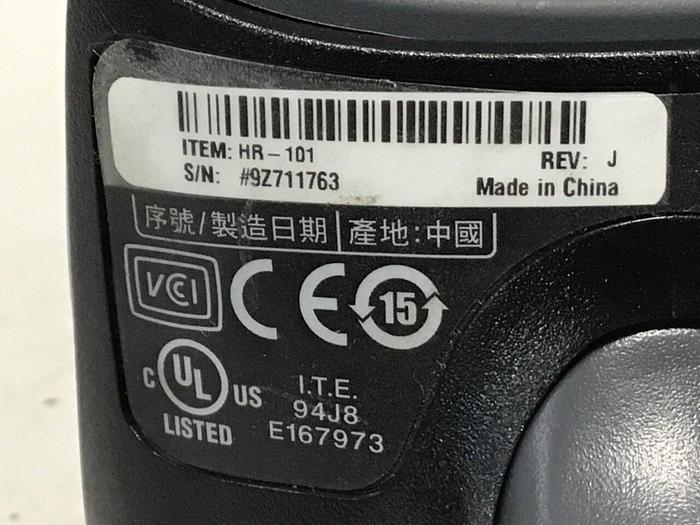 ITEM: HR-101
S/N: #9Z711763
REV: J
Made in China
序號/製造日期 產地:中國
VCI CE 15
C UL US
LISTED
I.T.E.
94J8
E167973